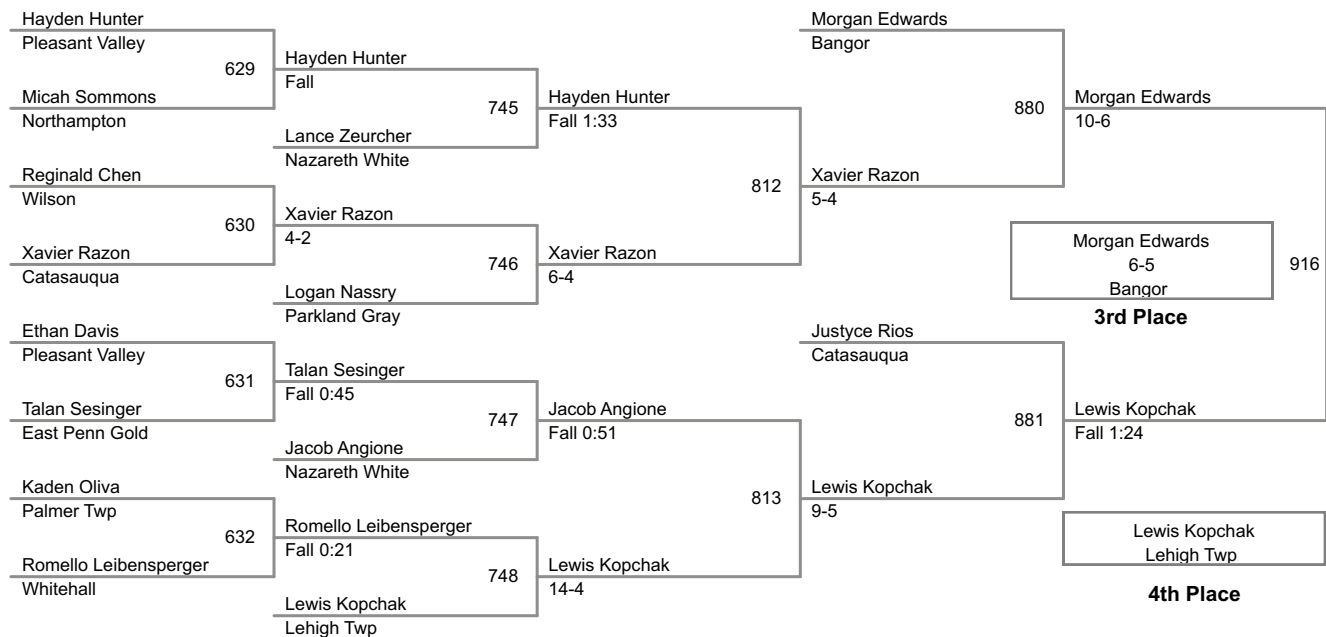 Hayden Hunter
Pleasant Valley
629
Micah Sommons
Northampton
Reginald Chen
Wilson
630
Xavier Razon
Catasauqua
Ethan Davis
Pleasant Valley
631
Talan Sesinger
East Penn Gold
Kaden Oliva
Palmer Twp
632
Romello Leibensperger
Whitehall
Hayden Hunter
Fall
745
Lance Zeurcher
Nazareth White
Xavier Razon
4-2
746
Logan Nassry
Parkland Gray
Talan Sesinger
Fall 0:45
747
Jacob Angione
Nazareth White
Romello Leibensperger
Fall 0:21
748
Lewis Kopchak
Lehigh Twp
Hayden Hunter
Fall 1:33
812
Xavier Razon
6-4
Jacob Angione
Fall 0:51
813
Lewis Kopchak
14-4
Morgan Edwards
Bangor
880
Xavier Razon
5-4
Justyce Rios
Catasauqua
881
Lewis Kopchak
9-5
Morgan Edwards
10-6
916
Lewis Kopchak
Fall 1:24
Morgan Edwards
6-5
Bangor
3rd Place
Lewis Kopchak
Lehigh Twp
4th Place